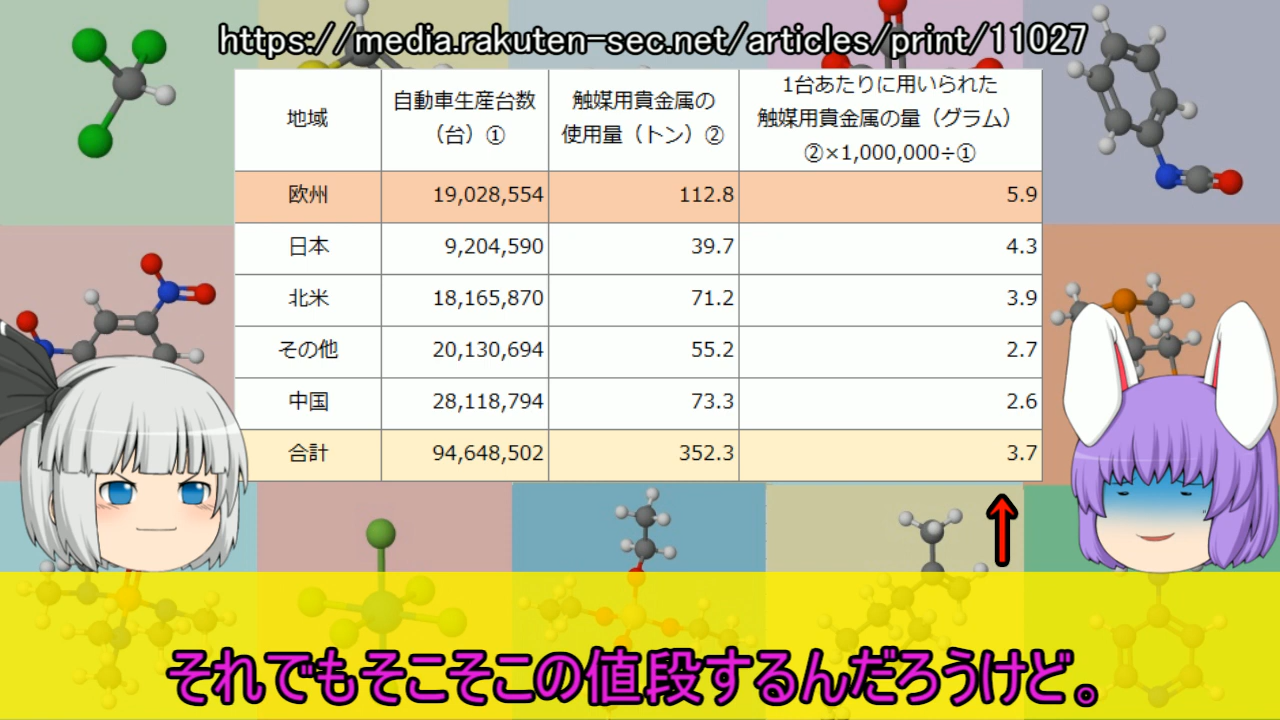 https://media.rakuten-sec.net/articles/print/11027
地域 自動車生産台数（台）① 触媒用貴金属の使用量（トン）② 1台あたりに用いられた触媒用貴金属の量（グラム）②×1,000,000÷①
欧州 19,028,554 112.8 5.9
日本 9,204,590 39.7 4.3
北米 18,165,870 71.2 3.9
その他 20,130,694 55.2 2.7
中国 28,118,794 73.3 2.6
合計 94,648,502 352.3 3.7
それでもそこそこの値段するんだろうけど。